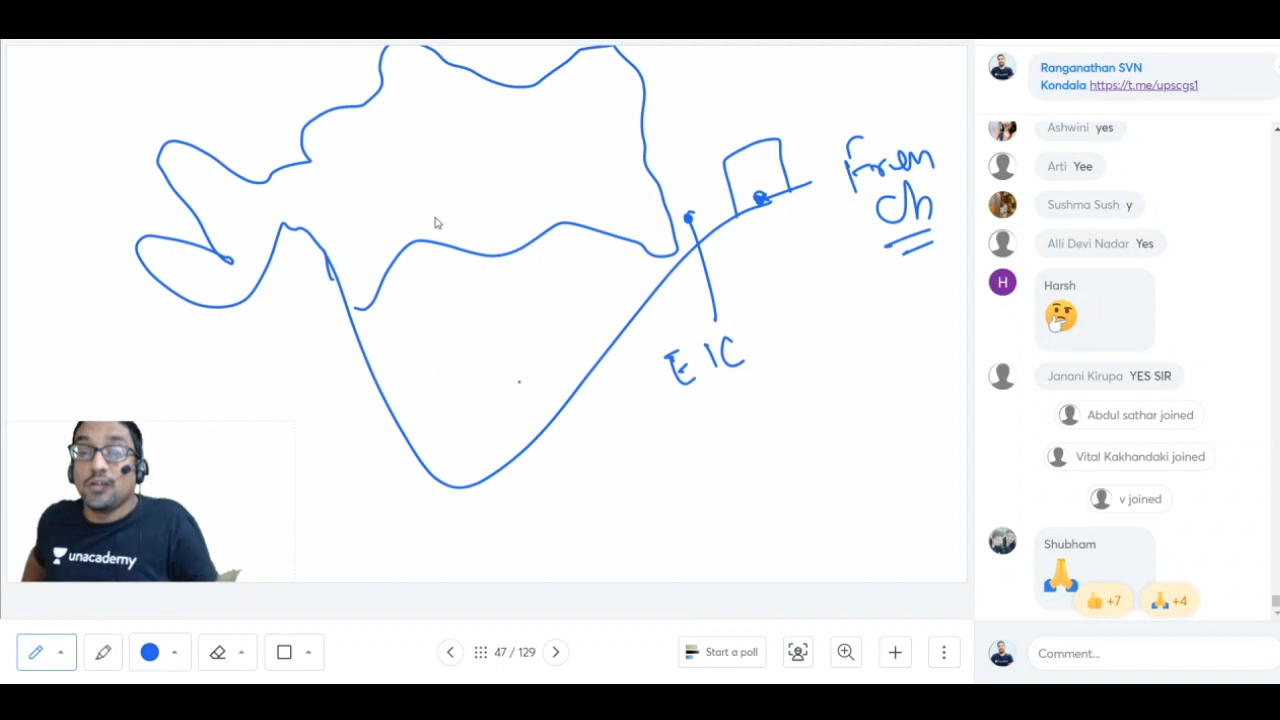 Fren
ch
EIC
unacademy
47 / 129
Start a poll
Ranganathan SVN
Kondala https://t.me/upscgs1
Ashwini yes
Arti Yee
Sushma Sush y
Alli Devi Nadar Yes
H
Harsh
Janani Kirupa YES SIR
Abdul sathar joined
Vital Kakhandaki joined
v joined
Shubham
+7
+4
Comment...